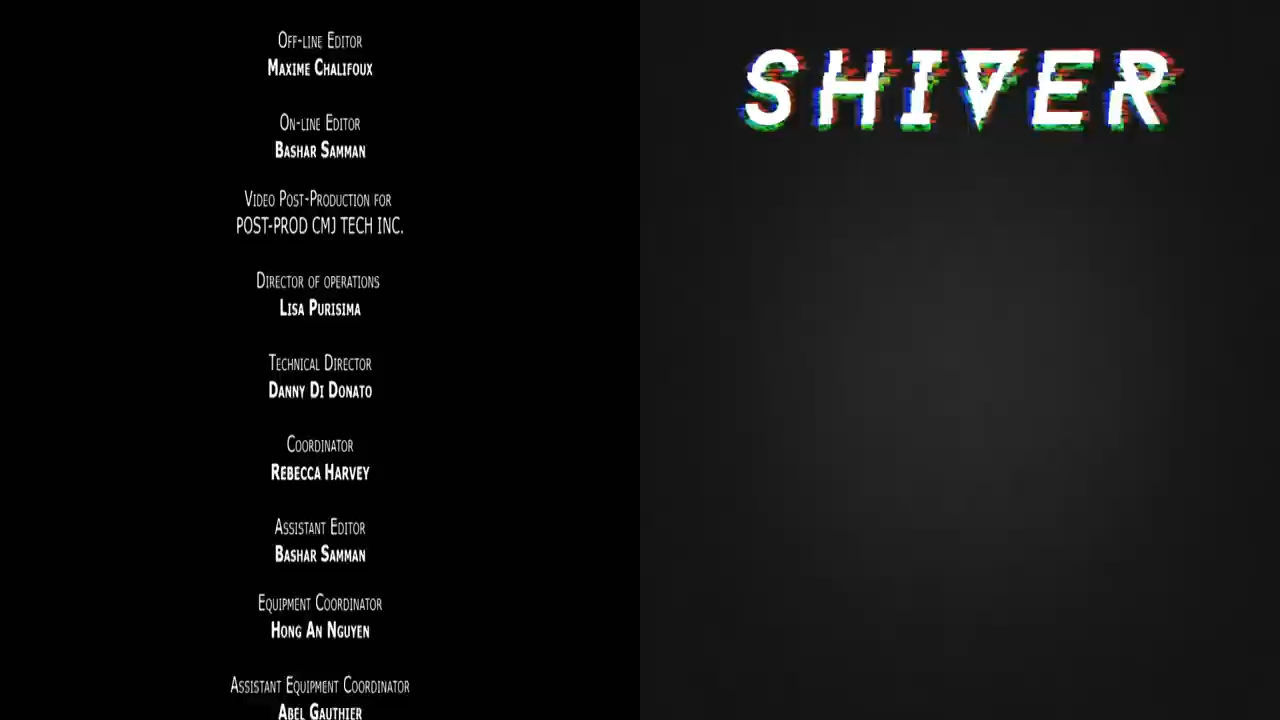 Off-line Editor
Maxime Chalifoux
On-line Editor
Bashar Samman
Video Post-Production for
POST-PROD CMJ TECH INC.
Director of operations
Lisa Purisima
Technical Director
Danny Di Donato
Coordinator
Rebecca Harvey
Assistant Editor
Bashar Samman
Equipment Coordinator
Hong An Nguyen
Assistant Equipment Coordinator
Abel Gauthier
SHIVER